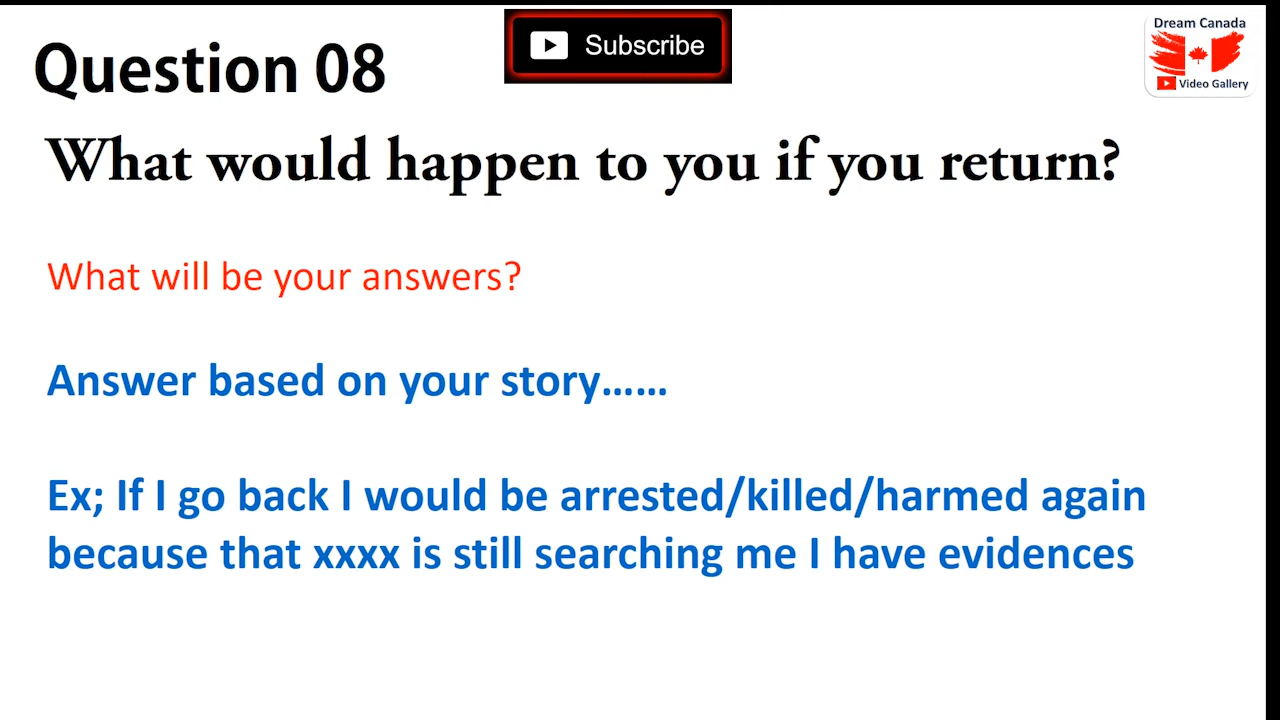 Subscribe
Dream Canada
Video Gallery
Question 08
What would happen to you if you return?
What will be your answers?
Answer based on your story......
Ex; If I go back I would be arrested/killed/harmed again
because that xxxx is still searching me I have evidences